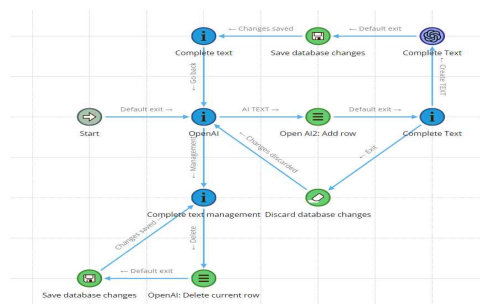 ← Changes saved
← Default exit
Complete text
Save database changes
Complete Text
← Go back
← Create TEXT
Default exit →
AI TEXT →
Default exit →
Start
OpenAI
Open AI2: Add row
Complete Text
← Management
← Changes discarded
← Exit
Complete text management
Discard database changes
Changes saved
← Delete
← Default exit
Save database changes
OpenAI: Delete current row